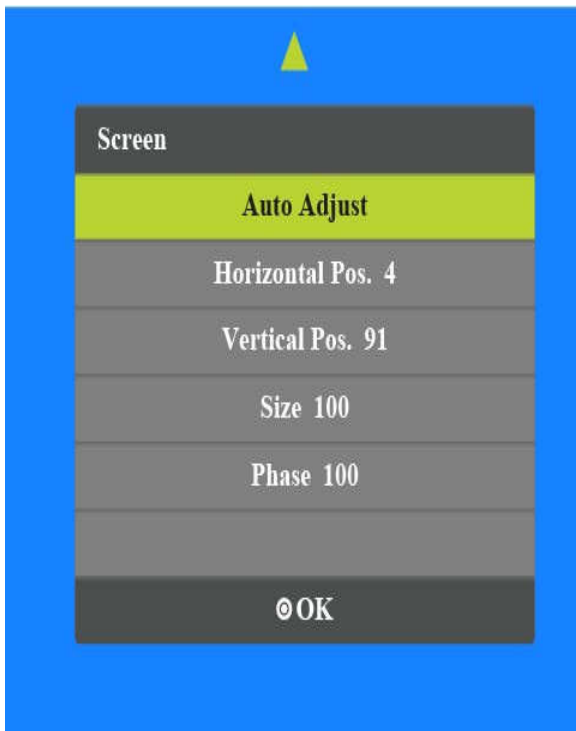 Screen
Auto Adjust
Horizontal Pos. 4
Vertical Pos. 91
Size 100
Phase 100
OK